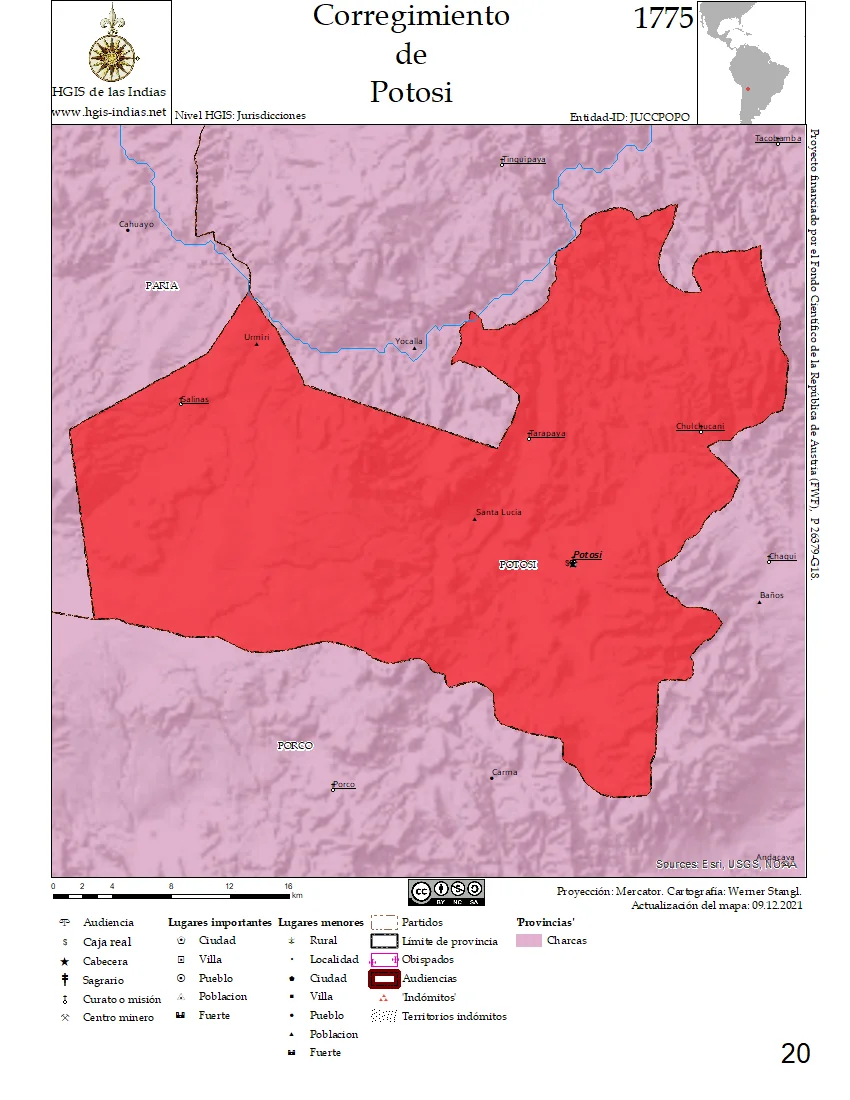 Corregimiento
de
Potosi
1775
HGIS de las Indias
www.hgis-indias.net
Nivel HGIS: Jurisdicciones
Entidad-ID: JUCCPOPO
Proyecto financiado por el Fondo Científico de la República de Austria (FWF), P 26379-G18.
Tacobamba
Tinquipaya
Cahuayo
PARIA
Urmiri
Yocalla
Salinas
Tarapaya
Chulchucani
Santa Lucia
Potosi
POTOSI
Chaqui
Baños
PORCO
Carma
Porco
Andacava
Sources: Esri, USGS, NOAA
0 2 4 8 12 16
km
CC BY NC SA
Proyección: Mercator. Cartografía: Werner Stangl.
Actualización del mapa: 09.12.2021
Audiencia
Caja real
Cabecera
Sagrario
Curato o misión
Centro minero
Lugares importantes
Ciudad
Villa
Pueblo
Poblacion
Fuerte
Lugares menores
Rural
Localidad
Ciudad
Villa
Pueblo
Poblacion
Fuerte
Partidos
Límite de provincia
Obispados
Audiencias
'Indómitos'
Territorios indómitos
'Provincias'
Charcas
20